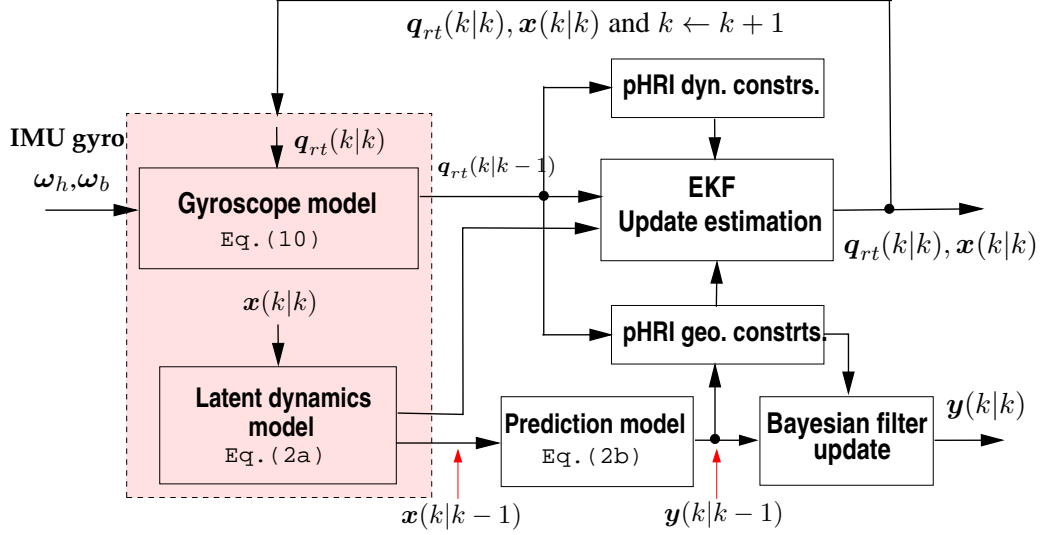 q_rt(k|k), x(k|k) and k ← k + 1
pHRI dyn. constrs.
IMU gyro
q_rt(k|k)
q_rt(k|k − 1)
ω_h,ω_b
Gyroscope model
Eq.(10)
EKF
Update estimation
q_rt(k|k), x(k|k)
x(k|k)
pHRI geo. constrts.
Latent dynamics
model
Eq.(2a)
Prediction model
Eq.(2b)
Bayesian filter
update
y(k|k)
x(k|k − 1)
y(k|k − 1)